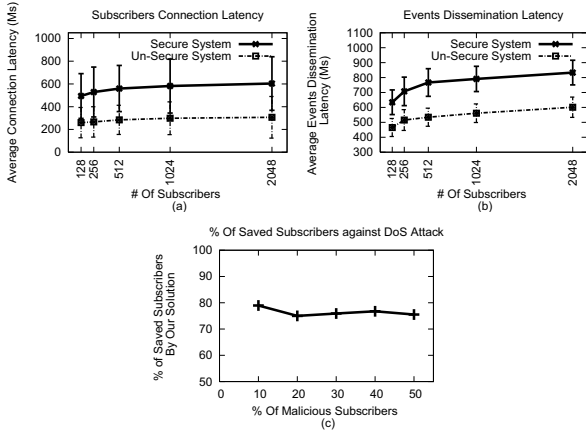 Subscribers Connection Latency
Average Connection Latency (Ms)
1000
800
600
400
200
0
Secure System
Un-Secure System
128
256
512
1024
2048
# Of Subscribers
(a)
Events Dissemination Latency
Average Events Dissemination
Latency (Ms)
1000
900
800
700
600
500
400
300
Secure System
Un-Secure System
128
256
512
1024
2048
# Of Subscribers
(b)
% Of Saved Subscribers against DoS Attack
% of Saved Subscribers
By Our Solution
100
90
80
70
60
50
10
20
30
40
50
% Of Malicious Subscribers
(c)